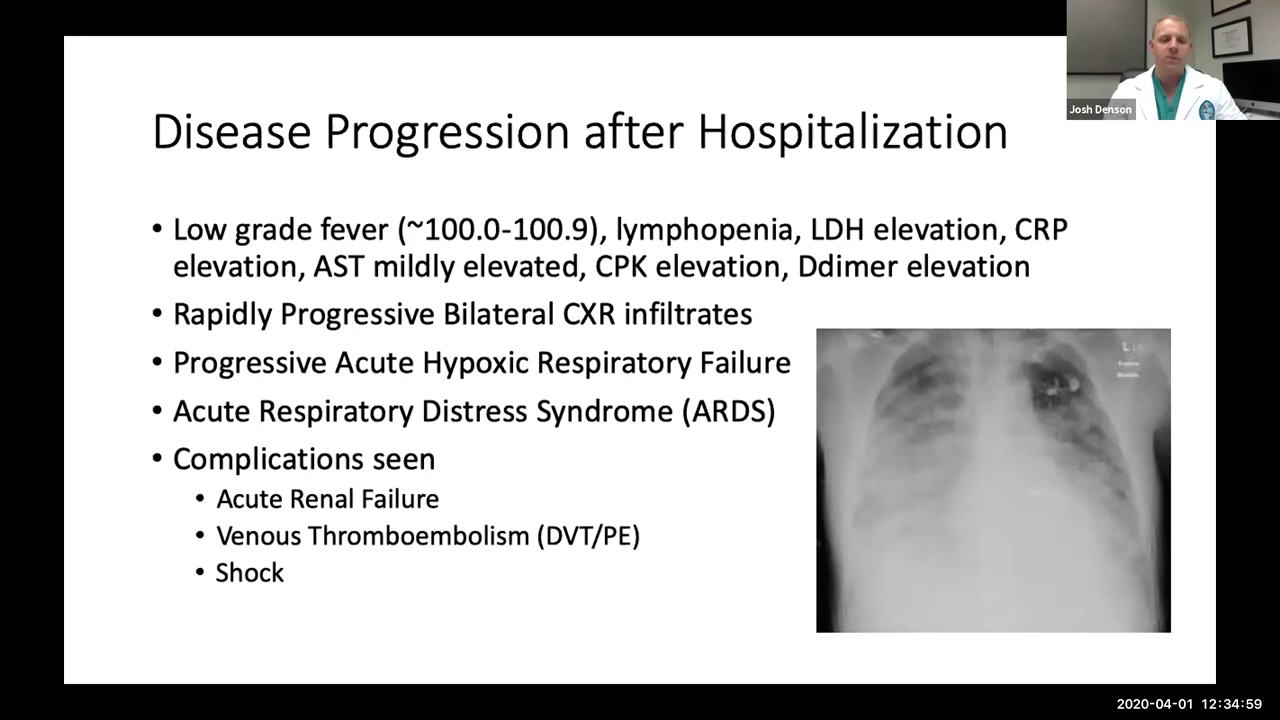 Josh Denson
Disease Progression after Hospitalization
• Low grade fever (~100.0-100.9), lymphopenia, LDH elevation, CRP
elevation, AST mildly elevated, CPK elevation, Ddimer elevation
• Rapidly Progressive Bilateral CXR infiltrates
• Progressive Acute Hypoxic Respiratory Failure
• Acute Respiratory Distress Syndrome (ARDS)
• Complications seen
• Acute Renal Failure
• Venous Thromboembolism (DVT/PE)
• Shock
2020-04-01 12:34:59